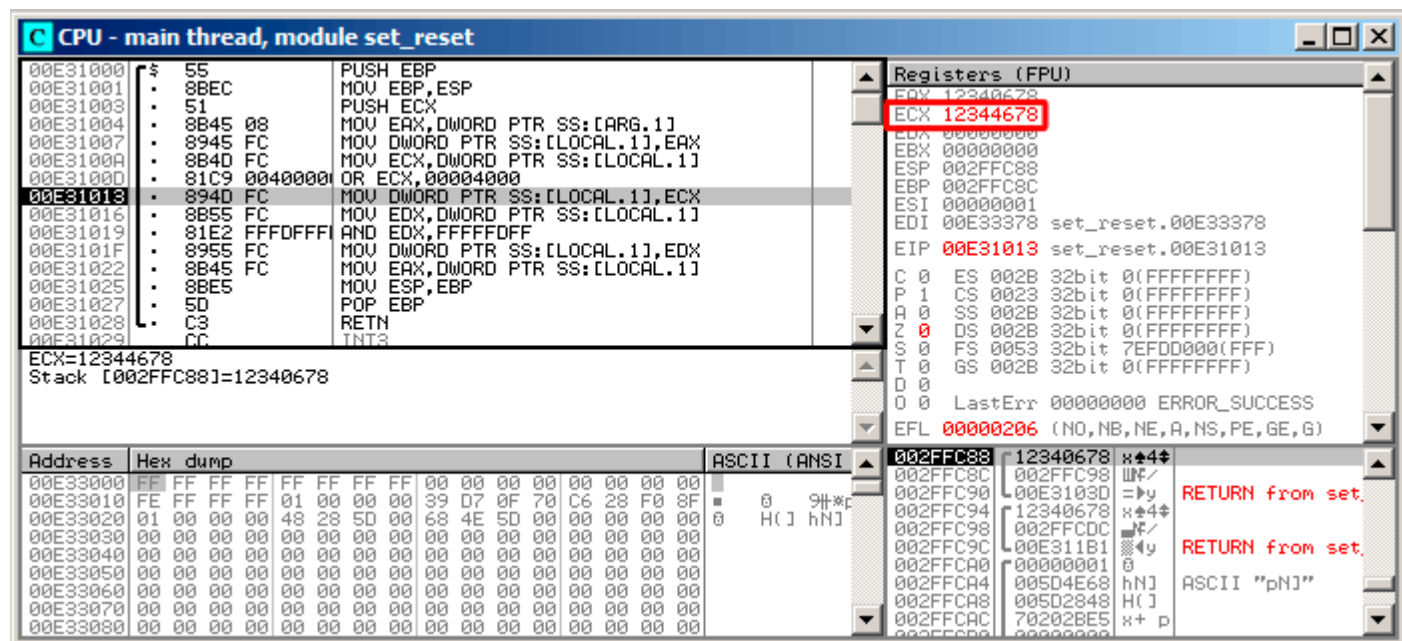 C CPU - main thread, module set_reset
00E31000 $ 55 PUSH EBP
00E31001 . 8BEC MOV EBP,ESP
00E31003 . 51 PUSH ECX
00E31004 . 8B45 08 MOV EAX,DWORD PTR SS:[ARG.1]
00E31007 . 8945 FC MOV DWORD PTR SS:[LOCAL.1],EAX
00E3100A . 8B4D FC MOV ECX,DWORD PTR SS:[LOCAL.1]
00E3100D . 81C9 00400000 OR ECX,00004000
00E31013 . 894D FC MOV DWORD PTR SS:[LOCAL.1],ECX
00E31016 . 8B55 FC MOV EDX,DWORD PTR SS:[LOCAL.1]
00E31019 . 81E2 FFFDFFF AND EDX,FFFFFDFF
00E3101F . 8955 FC MOV DWORD PTR SS:[LOCAL.1],EDX
00E31022 . 8B45 FC MOV EAX,DWORD PTR SS:[LOCAL.1]
00E31025 . 8BE5 MOV ESP,EBP
00E31027 . 5D POP EBP
00E31028 . C3 RETN
00E31029 CC INT3
ECX=12344678
Stack [002FFC88]=12340678
Registers (FPU)
EAX 12340678
ECX 12344678
EDX 00000000
EBX 00000000
ESP 002FFC88
EBP 002FFC8C
ESI 00000001
EDI 00E33378 set_reset.00E33378
EIP 00E31013 set_reset.00E31013
C 0 ES 002B 32bit 0(FFFFFFFF)
P 1 CS 0023 32bit 0(FFFFFFFF)
A 0 SS 002B 32bit 0(FFFFFFFF)
Z 0 DS 002B 32bit 0(FFFFFFFF)
S 0 FS 0053 32bit 7EFDD000(FFF)
T 0 GS 002B 32bit 0(FFFFFFFF)
D 0
O 0 LastErr 00000000 ERROR_SUCCESS
EFL 00000206 (NO,NB,NE,A,NS,PE,GE,G)
Address Hex dump ASCII (ANSI
00E33000 FF FF FF FF FF FF FF FF 00 00 00 00 00 00 00 00
00E33010 FE FF FF FF 01 00 00 00 39 D7 0F 70 C6 28 F0 8F
00E33020 01 00 00 00 48 28 5D 00 68 4E 5D 00 00 00 00 00 H(] hN]
00E33030 00 00 00 00 00 00 00 00 00 00 00 00 00 00 00 00
00E33040 00 00 00 00 00 00 00 00 00 00 00 00 00 00 00 00
00E33050 00 00 00 00 00 00 00 00 00 00 00 00 00 00 00 00
00E33060 00 00 00 00 00 00 00 00 00 00 00 00 00 00 00 00
00E33070 00 00 00 00 00 00 00 00 00 00 00 00 00 00 00 00
00E33080 00 00 00 00 00 00 00 00 00 00 00 00 00 00 00 00
002FFC88 12340678 x♠4‡
002FFC8C 002FFC98
002FFC90 00E3103D =►y RETURN from set_
002FFC94 12340678 x♠4‡
002FFC98 002FFCDC
002FFC9C 00E311B1 RETURN from set_
002FFCA0 00000001
002FFCA4 005D4E68 hN] ASCII "pN]"
002FFCA8 005D2848 H(]
002FFCAC 70202BE5 x+ p